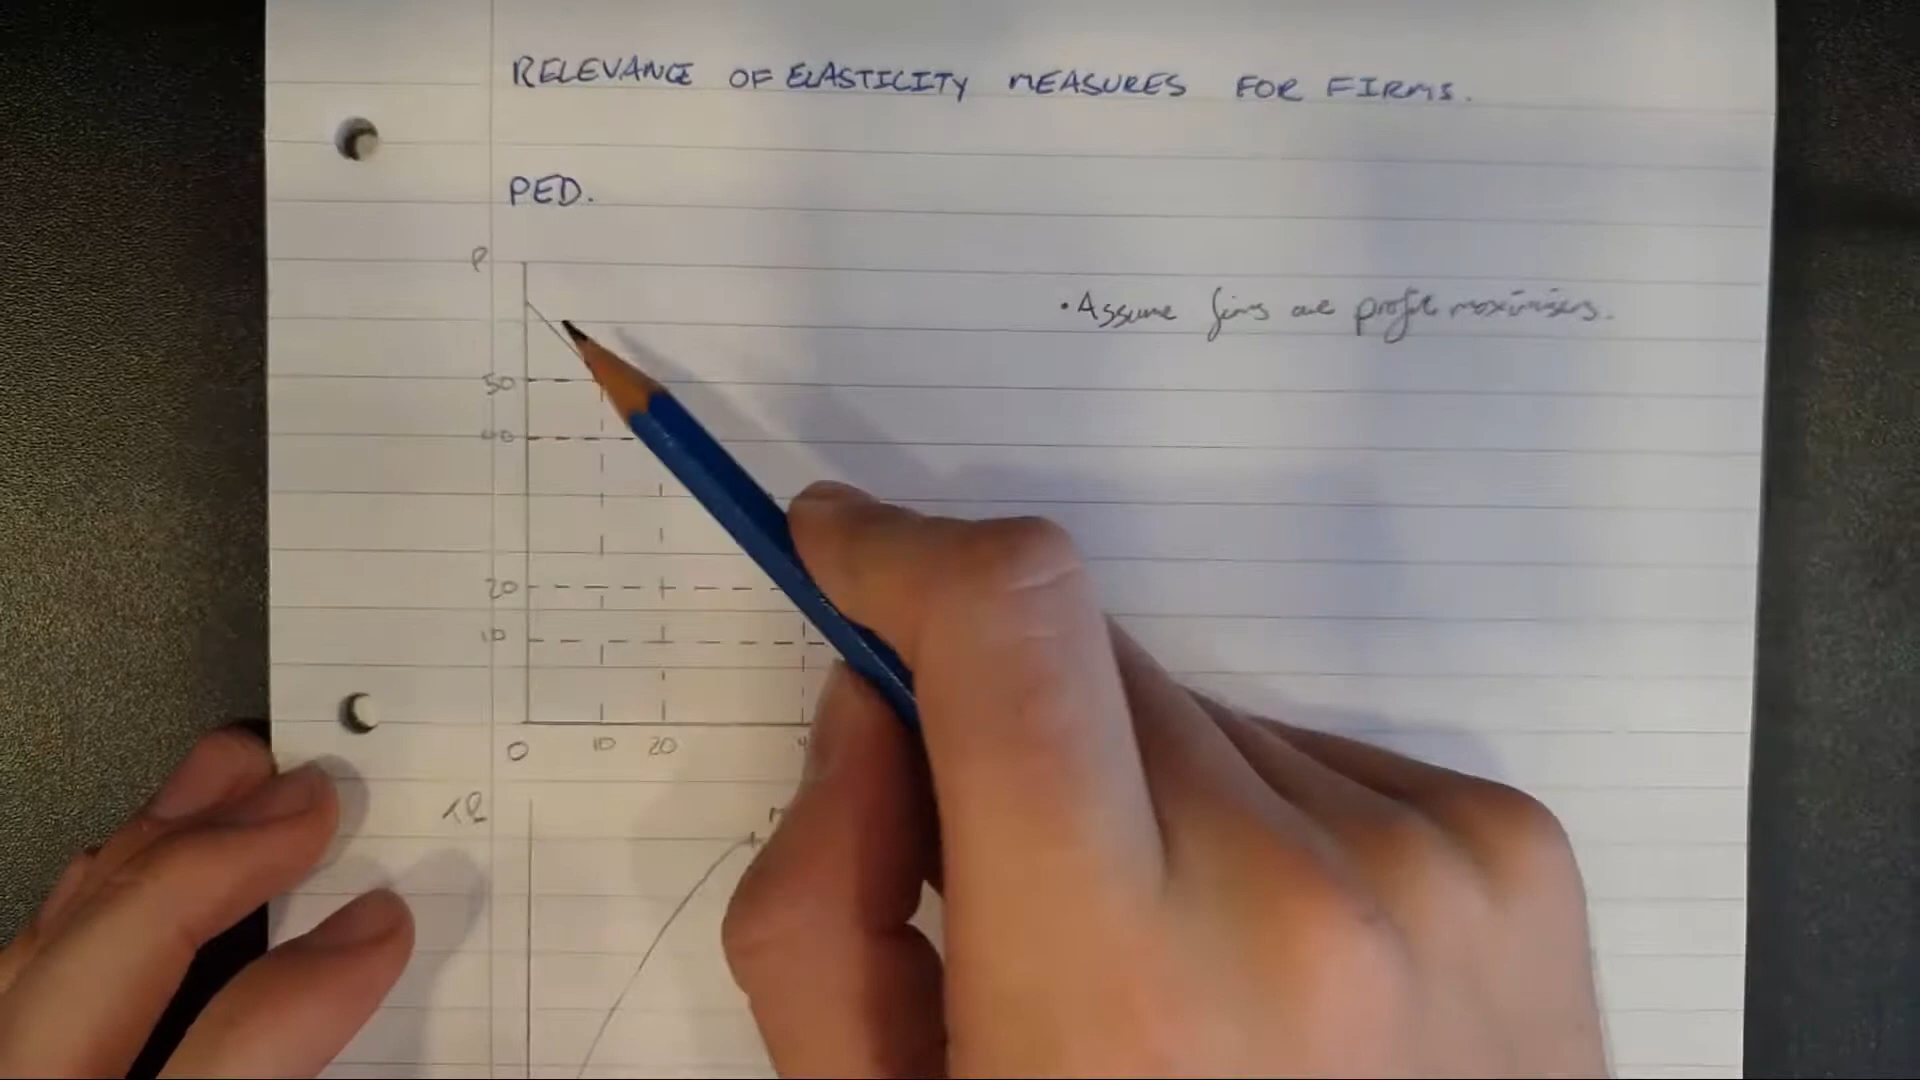 RELEVANCE OF ELASTICITY MEASURES FOR FIRMS.
PED.
P
• Assume firms are profit maximisers.
50
40
20
10
0 10 20
TR